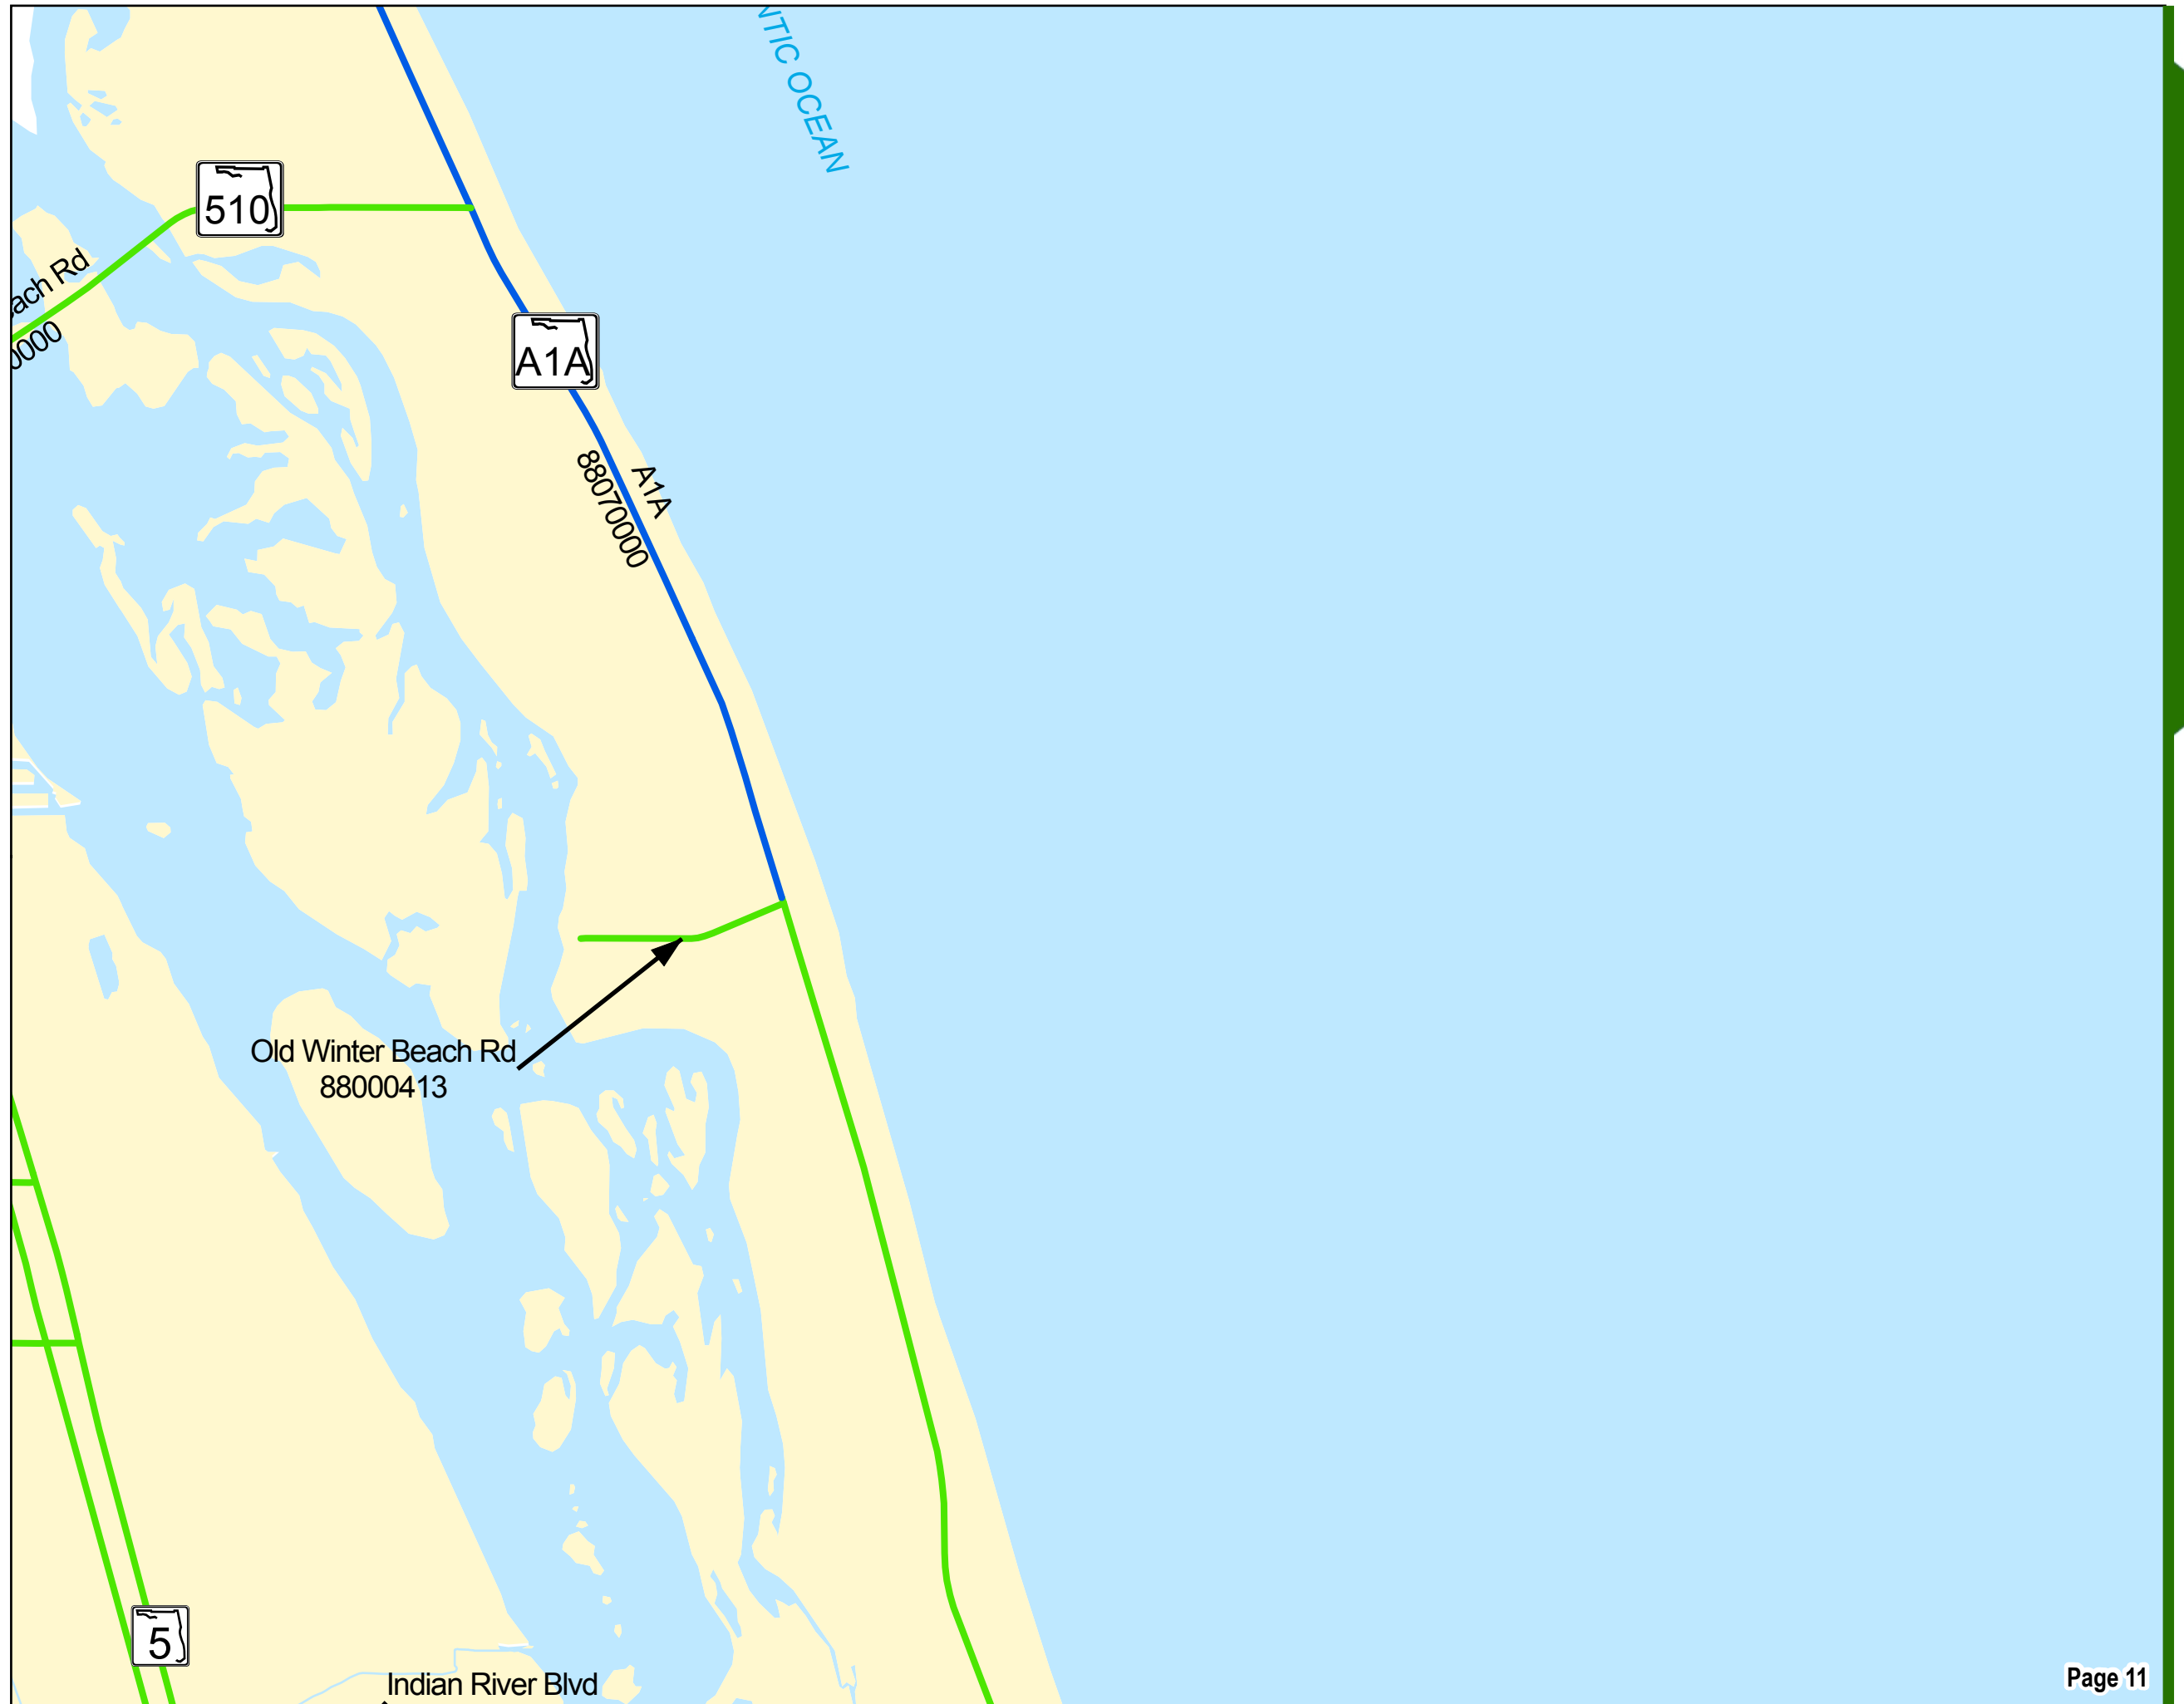 NTIC OCEAN
510
each Rd
0000
A1A
A1A
88070000
Old Winter Beach Rd
88000413
5
Indian River Blvd
Page 11